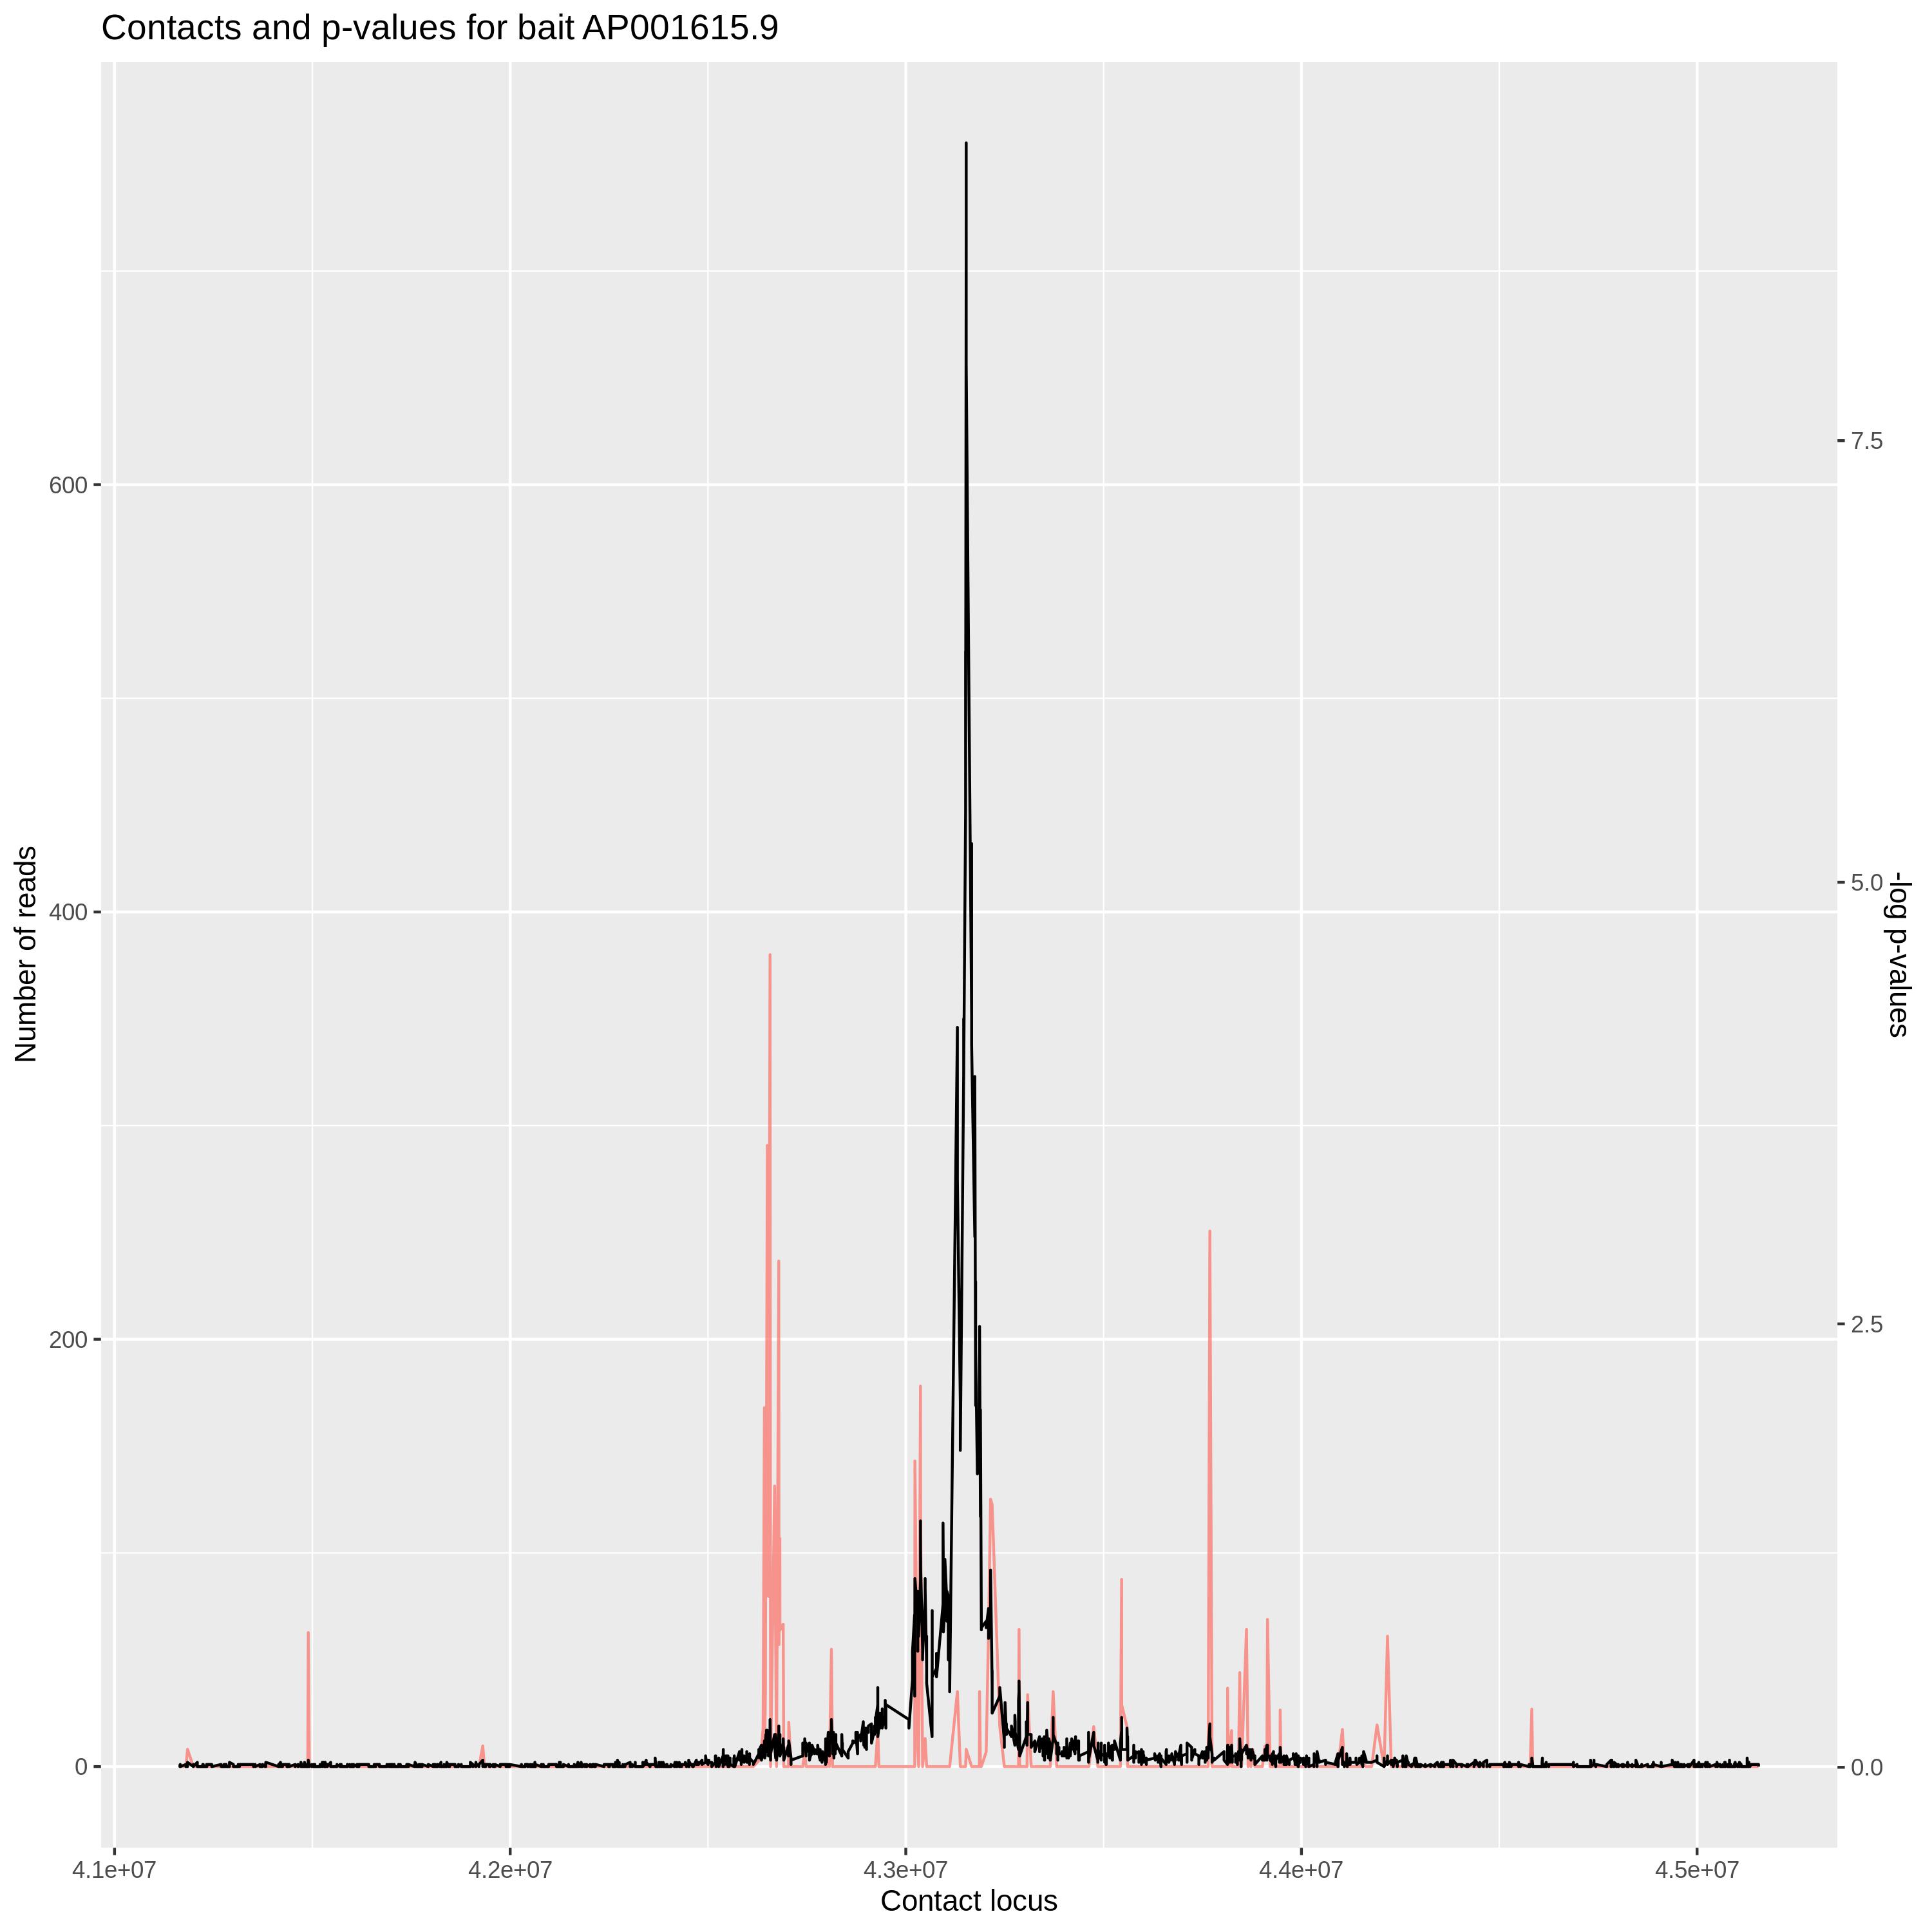 Contacts and p-values for bait AP001615.9
Number of reads
600
400
200
0
7.5
5.0
2.5
0.0
-log p-values
4.1e+07
4.2e+07
4.3e+07
4.4e+07
4.5e+07
Contact locus